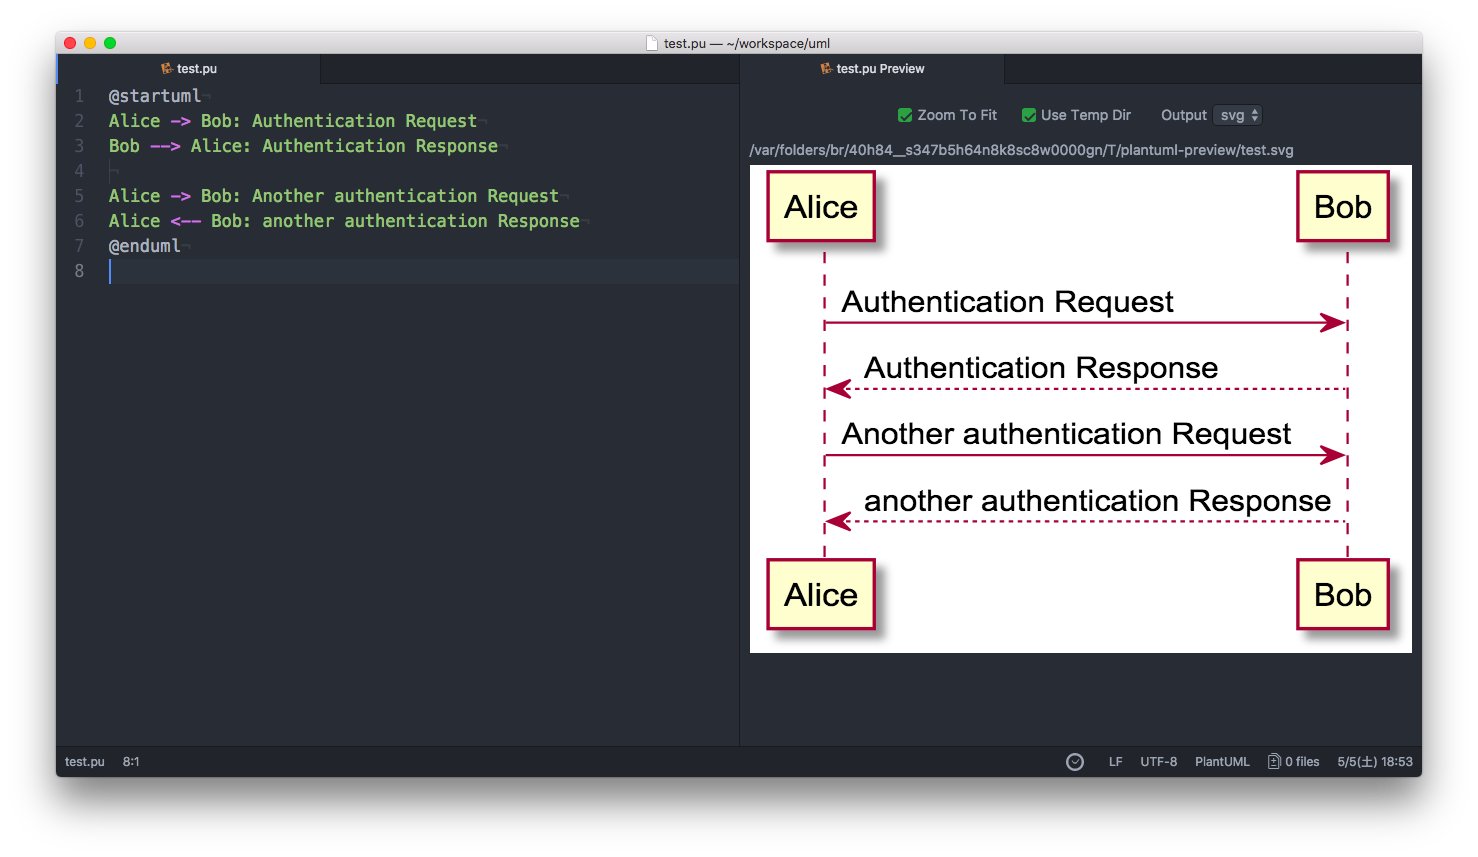 test.pu — ~/workspace/uml
test.pu
test.pu Preview
1 @startuml¬
2 Alice -> Bob: Authentication Request¬
3 Bob --> Alice: Authentication Response¬
4 ¬
5 Alice -> Bob: Another authentication Request¬
6 Alice <-- Bob: another authentication Response¬
7 @enduml¬
8
Zoom To Fit Use Temp Dir Output svg
/var/folders/br/40h84__s347b5h64n8k8sc8w0000gn/T/plantuml-preview/test.svg
Alice Bob
Authentication Request
Authentication Response
Another authentication Request
another authentication Response
Alice Bob
test.pu 8:1 LF UTF-8 PlantUML 0 files 5/5(土) 18:53